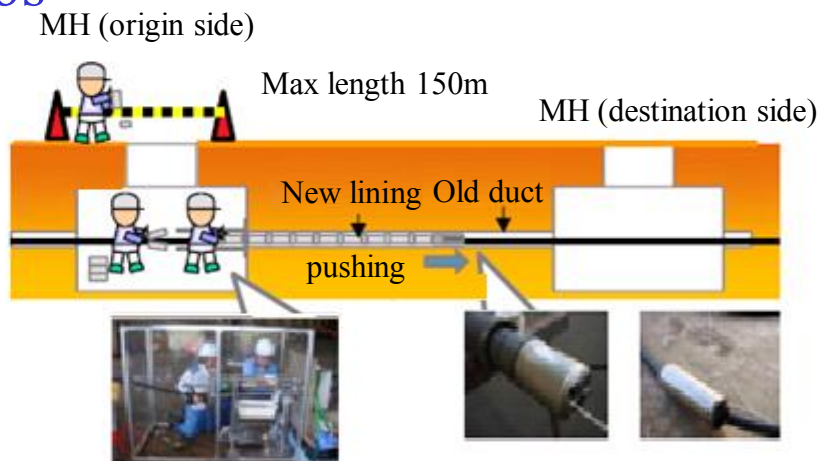 MH (origin side)
Max length 150m
MH (destination side)
New lining Old duct
pushing